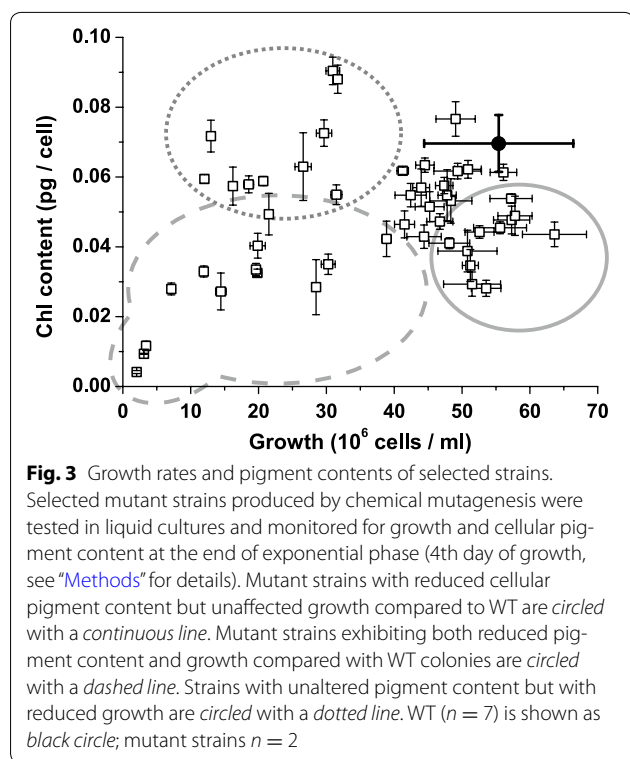 0.10
0.08
0.06
0.04
0.02
0.00
Chl content (pg / cell)
0 10 20 30 40 50 60 70
Growth (10⁶ cells / ml)
Fig. 3 Growth rates and pigment contents of selected strains.
Selected mutant strains produced by chemical mutagenesis were
tested in liquid cultures and monitored for growth and cellular pig-
ment content at the end of exponential phase (4th day of growth,
see “Methods” for details). Mutant strains with reduced cellular
pigment content but unaffected growth compared to WT are circled
with a continuous line. Mutant strains exhibiting both reduced pig-
ment content and growth compared with WT colonies are circled
with a dashed line. Strains with unaltered pigment content but with
reduced growth are circled with a dotted line. WT (n = 7) is shown as
black circle; mutant strains n = 2